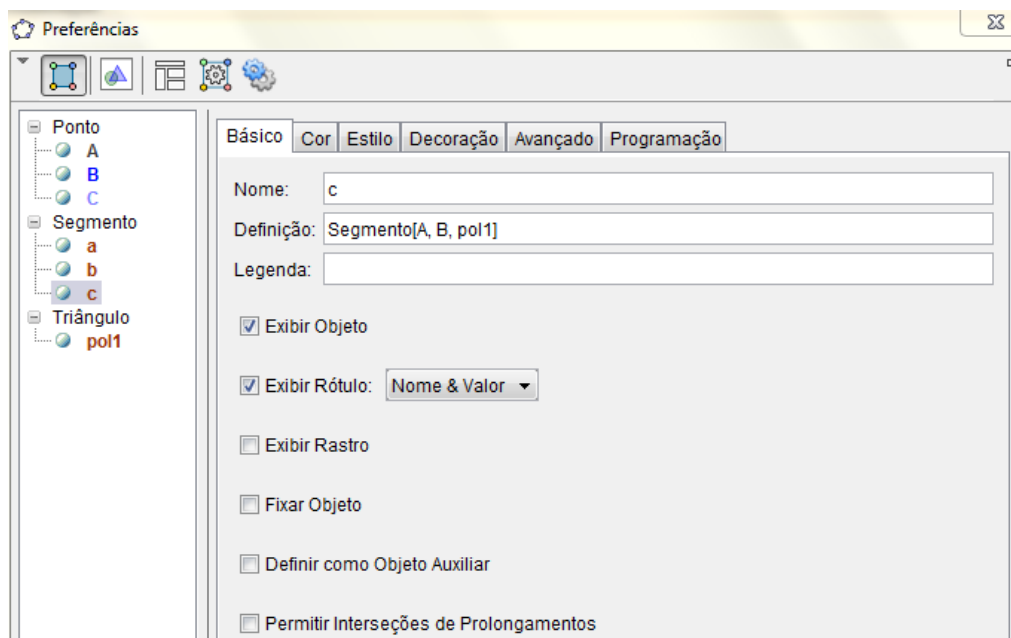 Preferências
Ponto
A
B
C
Segmento
a
b
c
Triângulo
pol1
Básico Cor Estilo Decoração Avançado Programação
Nome: c
Definição: Segmento[A, B, pol1]
Legenda:
Exibir Objeto
Exibir Rótulo: Nome & Valor
Exibir Rastro
Fixar Objeto
Definir como Objeto Auxiliar
Permitir Interseções de Prolongamentos